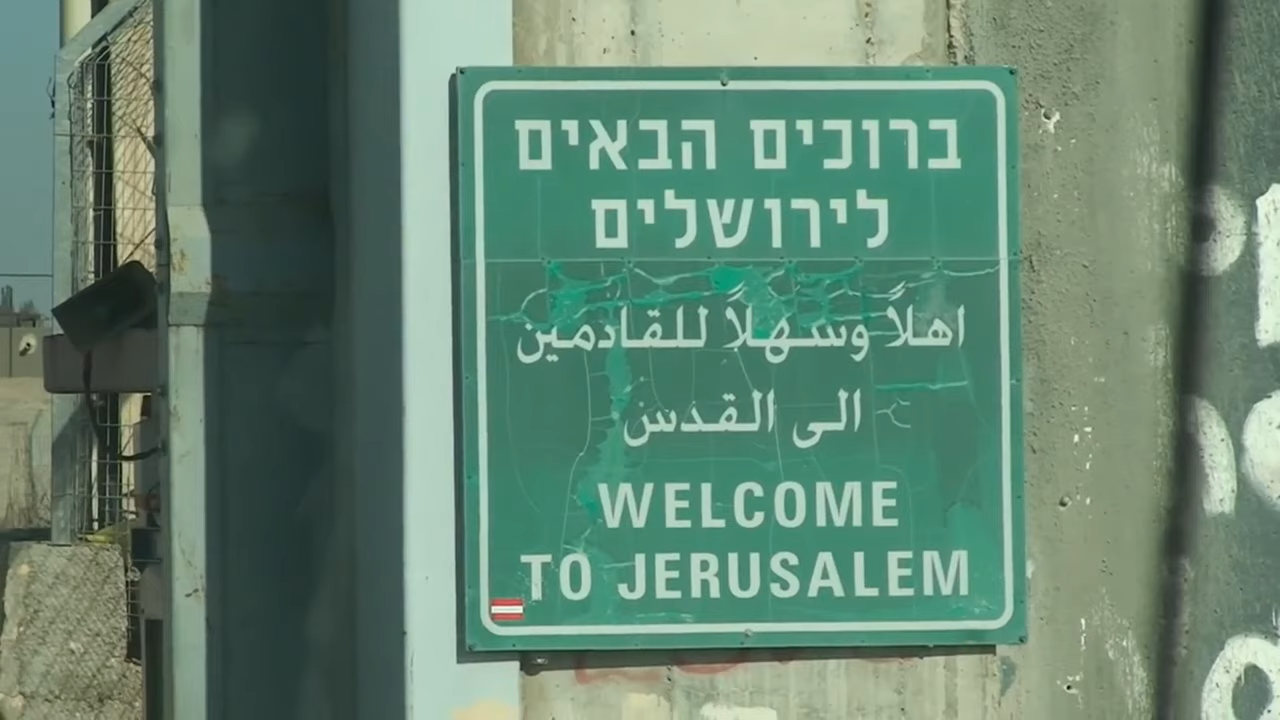 ברוכים הבאים
לירושלים
اهلاً وسهلاً للقادمين
الى القدس
WELCOME
TO JERUSALEM